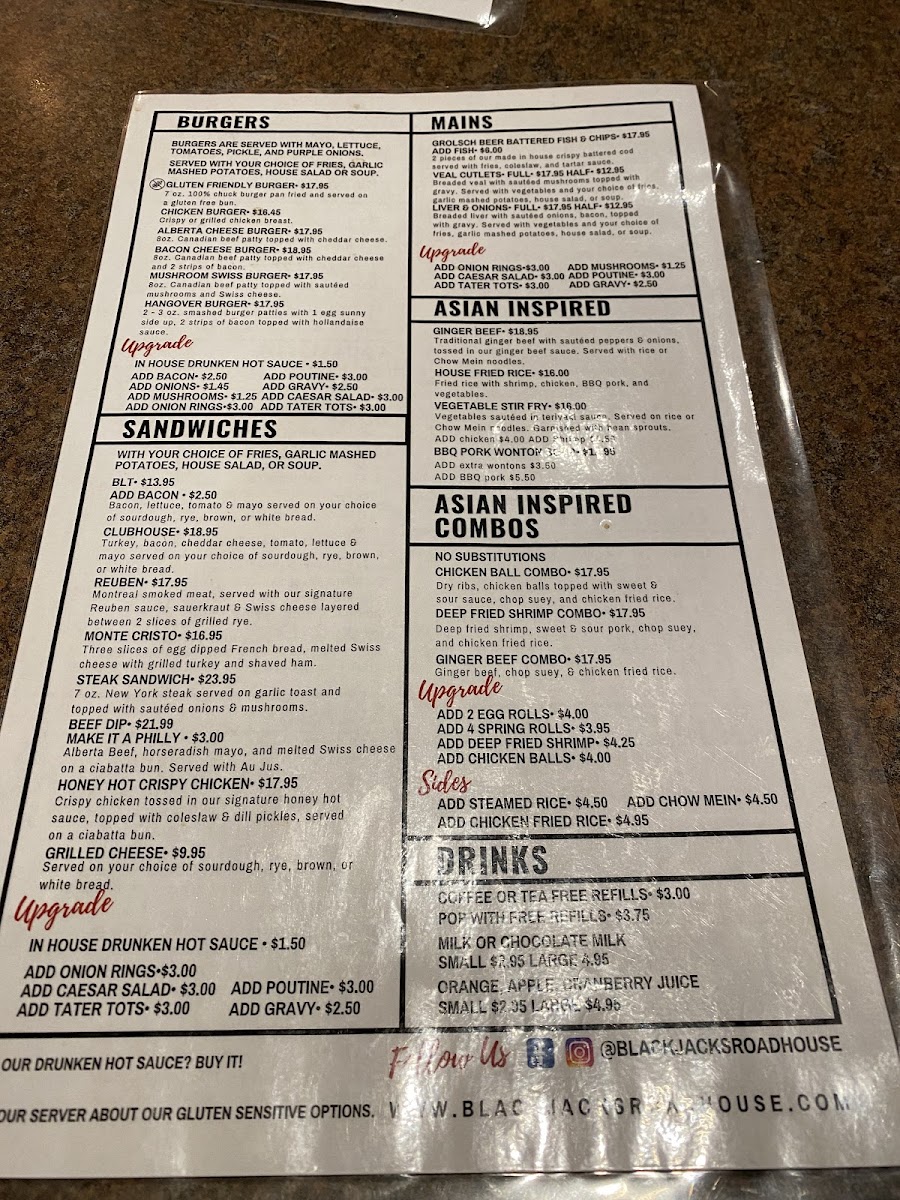 BURGERS
BURGERS ARE SERVED WITH MAYO, LETTUCE,
TOMATOES, PICKLE, AND PURPLE ONIONS.
SERVED WITH YOUR CHOICE OF FRIES, GARLIC
MASHED POTATOES, HOUSE SALAD OR SOUP.
GLUTEN FRIENDLY BURGER• $17.95
7 oz. 100% chuck burger pan fried and served on
a gluten free bun.
CHICKEN BURGER• $16.45
Crispy or grilled chicken breast.
ALBERTA CHEESE BURGER• $17.95
8oz. Canadian beef patty topped with cheddar cheese.
BACON CHEESE BURGER• $18.95
8oz. Canadian beef patty topped with cheddar cheese
and 2 strips of bacon.
MUSHROOM SWISS BURGER• $17.95
8oz. Canadian beef patty topped with sautéed
mushrooms and Swiss cheese.
HANGOVER BURGER• $17.95
2 - 3 oz. smashed burger patties with 1 egg sunny
side up, 2 strips of bacon topped with hollandaise
sauce.
Upgrade
IN HOUSE DRUNKEN HOT SAUCE • $1.50
ADD BACON• $2.50 ADD POUTINE• $3.00
ADD ONIONS• $1.45 ADD GRAVY• $2.50
ADD MUSHROOMS• $1.25 ADD CAESAR SALAD• $3.00
ADD ONION RINGS•$3.00 ADD TATER TOTS• $3.00
SANDWICHES
WITH YOUR CHOICE OF FRIES, GARLIC MASHED
POTATOES, HOUSE SALAD, OR SOUP.
BLT• $13.95
ADD BACON • $2.50
Bacon, lettuce, tomato & mayo served on your choice
of sourdough, rye, brown, or white bread.
CLUBHOUSE• $18.95
Turkey, bacon, cheddar cheese, tomato, lettuce &
mayo served on your choice of sourdough, rye, brown,
or white bread.
REUBEN• $17.95
Montreal smoked meat, served with our signature
Reuben sauce, sauerkraut & Swiss cheese layered
between 2 slices of grilled rye.
MONTE CRISTO• $16.95
Three slices of egg dipped French bread, melted Swiss
cheese with grilled turkey and shaved ham.
STEAK SANDWICH• $23.95
7 oz. New York steak served on garlic toast and
topped with sautéed onions & mushrooms.
BEEF DIP• $21.99
MAKE IT A PHILLY • $3.00
Alberta Beef, horseradish mayo, and melted Swiss cheese
on a ciabatta bun. Served with Au Jus.
HONEY HOT CRISPY CHICKEN• $17.95
Crispy chicken tossed in our signature honey hot
sauce, topped with coleslaw & dill pickles, served
on a ciabatta bun.
GRILLED CHEESE• $9.95
Served on your choice of sourdough, rye, brown, or
white bread.
Upgrade
IN HOUSE DRUNKEN HOT SAUCE • $1.50
ADD ONION RINGS•$3.00
ADD CAESAR SALAD• $3.00 ADD POUTINE• $3.00
ADD TATER TOTS• $3.00 ADD GRAVY• $2.50
MAINS
GROLSCH BEER BATTERED FISH & CHIPS• $17.95
ADD FISH• $6.00
2 pieces of our made in house crispy battered cod
served with fries, coleslaw, and tartar sauce.
VEAL CUTLETS• FULL• $17.95 HALF• $12.95
Breaded veal with sautéed mushrooms topped with
gravy. Served with vegetables and your choice of fries,
garlic mashed potatoes, house salad, or soup.
LIVER & ONIONS• FULL• $17.95 HALF• $12.95
Breaded liver with sautéed onions, bacon, topped
with gravy. Served with vegetables and your choice of
fries, garlic mashed potatoes, house salad, or soup.
Upgrade
ADD ONION RINGS•$3.00 ADD MUSHROOMS• $1.25
ADD CAESAR SALAD• $3.00 ADD POUTINE• $3.00
ADD TATER TOTS• $3.00 ADD GRAVY• $2.50
ASIAN INSPIRED
GINGER BEEF• $18.95
Traditional ginger beef with sautéed peppers & onions,
tossed in our ginger beef sauce. Served with rice or
Chow Mein noodles.
HOUSE FRIED RICE• $16.00
Fried rice with shrimp, chicken, BBQ pork, and
vegetables.
VEGETABLE STIR FRY• $16.00
Vegetables sautéed in teriyaki sauce. Served on rice or
Chow Mein noodles. Garnished with bean sprouts.
ADD chicken $4.00 ADD
BBQ PORK WONTON
ADD extra wontons $3.50
ADD BBQ pork $5.50
ASIAN INSPIRED
COMBOS
NO SUBSTITUTIONS
CHICKEN BALL COMBO• $17.95
Dry ribs, chicken balls topped with sweet &
sour sauce, chop suey, and chicken fried rice.
DEEP FRIED SHRIMP COMBO• $17.95
Deep fried shrimp, sweet & sour pork, chop suey,
and chicken fried rice.
GINGER BEEF COMBO• $17.95
Ginger beef, chop suey, & chicken fried rice.
Upgrade
ADD 2 EGG ROLLS• $4.00
ADD 4 SPRING ROLLS• $3.95
ADD DEEP FRIED SHRIMP• $4.25
ADD CHICKEN BALLS• $4.00
Sides
ADD STEAMED RICE• $4.50 ADD CHOW MEIN• $4.50
ADD CHICKEN FRIED RICE• $4.95
DRINKS
COFFEE OR TEA FREE REFILLS• $3.00
POP WITH FREE REFILLS• $3.75
MILK OR CHOCOLATE MILK
SMALL $2.95 LARGE 4.95
ORANGE, APPLE, CRANBERRY JUICE
SMALL $2.95 LARGE $4.95
OUR DRUNKEN HOT SAUCE? BUY IT!
Follow Us @BLACKJACKSROADHOUSE
OUR SERVER ABOUT OUR GLUTEN SENSITIVE OPTIONS. WWW.BLACKJACKSROADHOUSE.COM